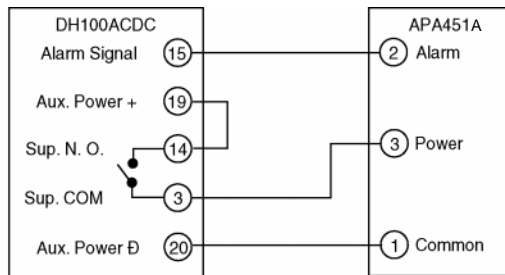 DH100ACDC
APA451A
Alarm Signal 15
2 Alarm
Aux. Power + 19
Sup. N. O. 14
3 Power
Sup. COM 3
Aux. Power Ð 20
1 Common